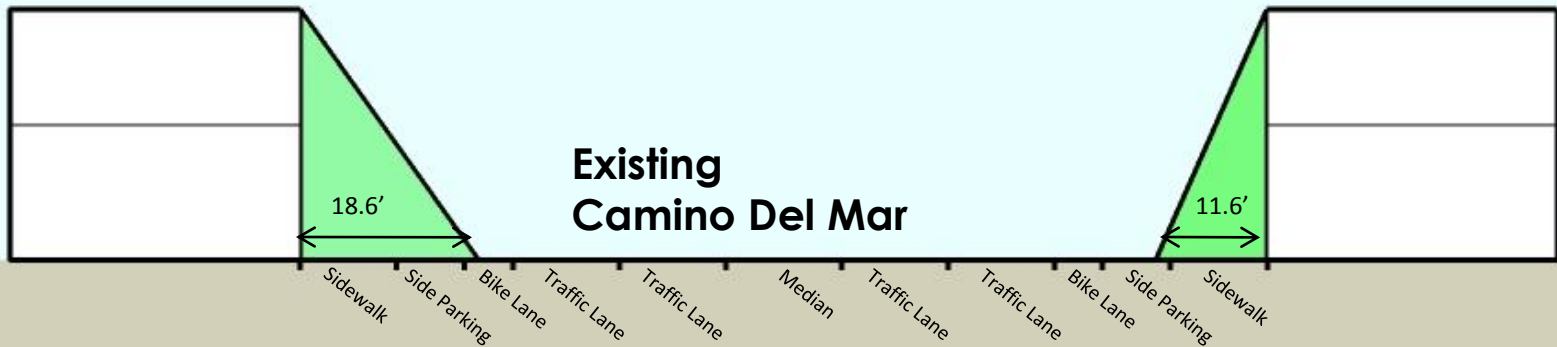 Existing
Camino Del Mar
18.6’
11.6’
Sidewalk
Side Parking
Bike Lane
Traffic Lane
Traffic Lane
Median
Traffic Lane
Traffic Lane
Bike Lane
Side Parking
Sidewalk